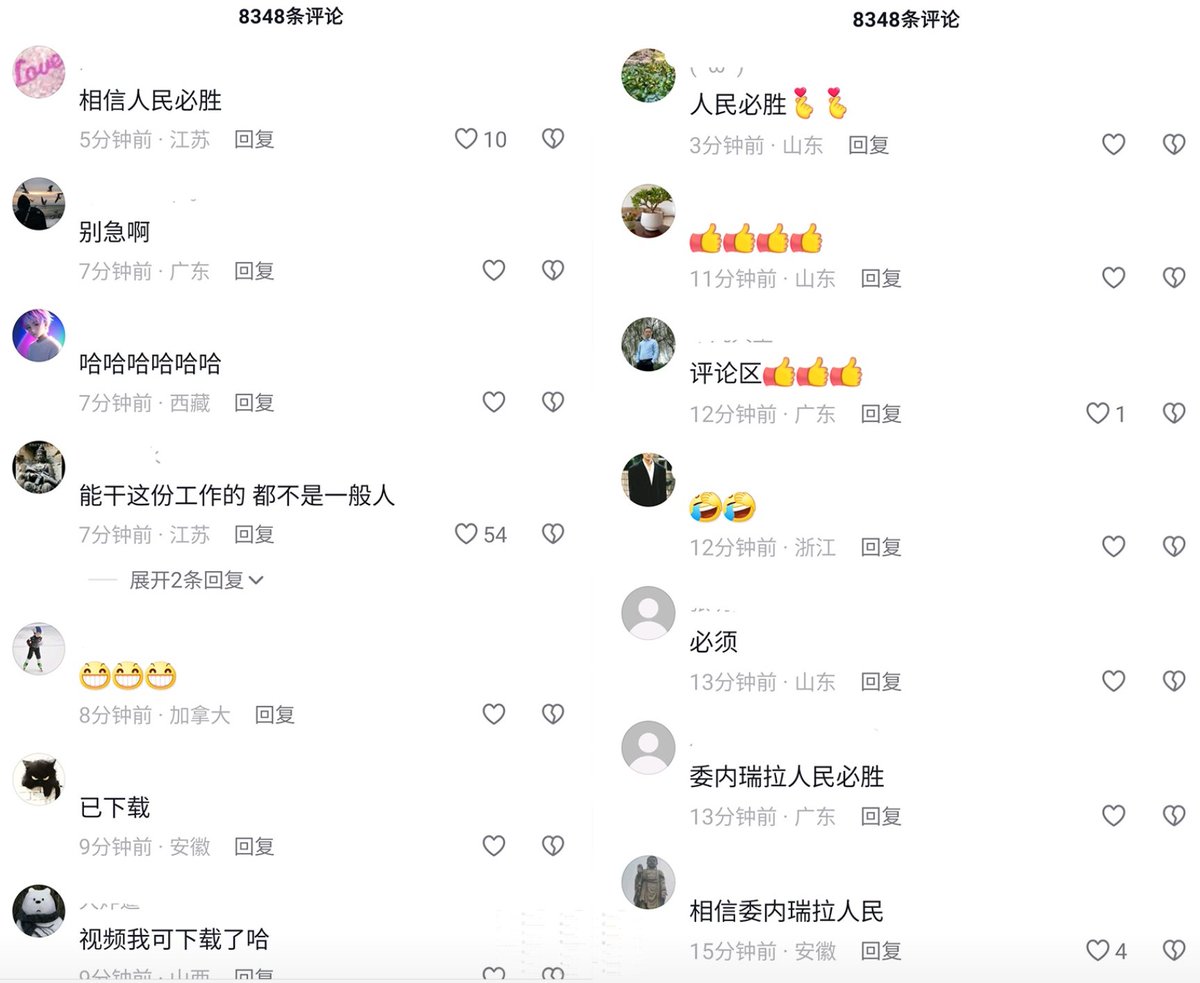 8348条评论
Love
相信人民必胜
5分钟前 · 江苏 回复 10
别急啊
7分钟前 · 广东 回复
哈哈哈哈哈哈
7分钟前 · 西藏 回复
能干这份工作的 都不是一般人
7分钟前 · 江苏 回复 54
展开2条回复
8分钟前 · 加拿大 回复
已下载
9分钟前 · 安徽 回复
视频我可下载了哈
9分钟前 · 山西 回复
8348条评论
人民必胜
3分钟前 · 山东 回复
11分钟前 · 山东 回复
评论区
12分钟前 · 广东 回复 1
12分钟前 · 浙江 回复
必须
13分钟前 · 山东 回复
委内瑞拉人民必胜
13分钟前 · 广东 回复
相信委内瑞拉人民
15分钟前 · 安徽 回复 4